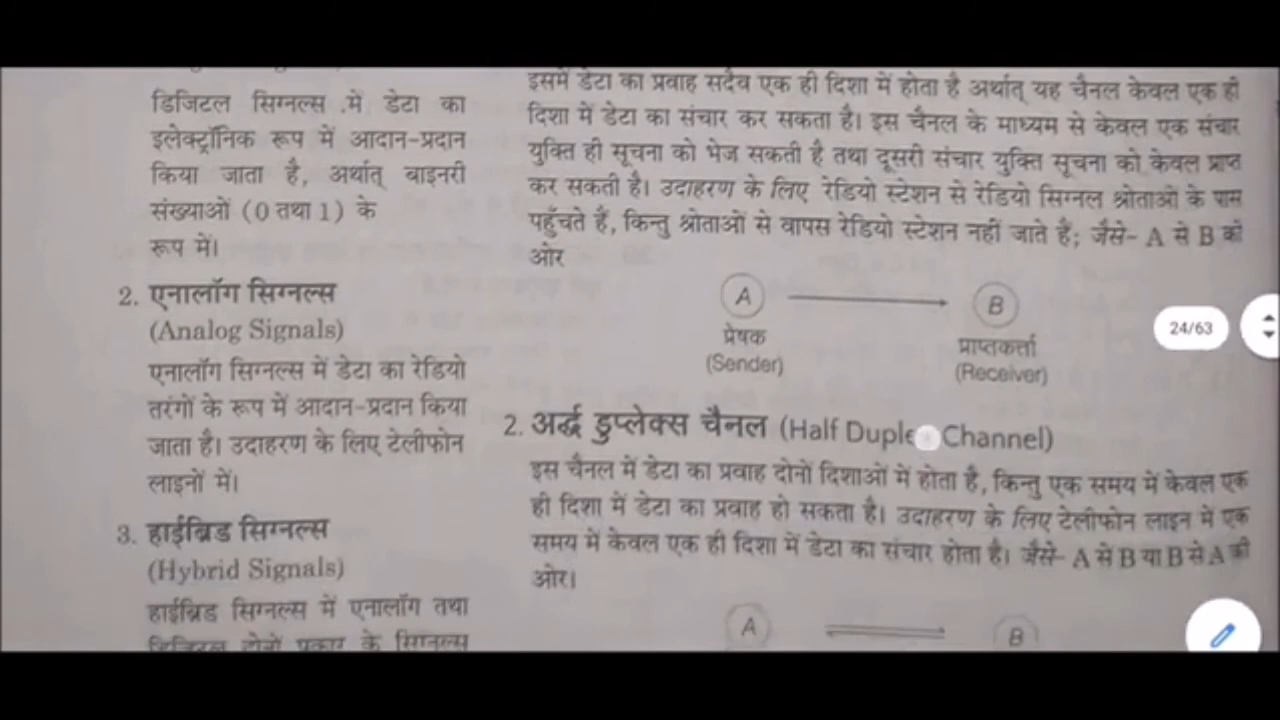 डिजिटल सिग्नल्स .में डेटा का
इलेक्ट्रॉनिक रूप में आदान-प्रदान
किया जाता है, अर्थात् बाइनरी
संख्याओं (0 तथा 1) के
रूप में।
2. एनालॉग सिग्नल्स
(Analog Signals)
एनालॉग सिग्नल्स में डेटा का रेडियो
तरंगों के रूप में आदान-प्रदान किया
जाता है। उदाहरण के लिए टेलीफोन
लाइनों में।
3. हाईब्रिड सिग्नल्स
(Hybrid Signals)
हाईब्रिड सिग्नल्स में एनालॉग तथा
डिजिटल दोनों प्रकार के सिग्नल्स
इसमें डेटा का प्रवाह सदैव एक ही दिशा में होता है अर्थात् यह चैनल केवल एक ही
दिशा में डेटा का संचार कर सकता है। इस चैनल के माध्यम से केवल एक संचार
युक्ति ही सूचना को भेज सकती है तथा दूसरी संचार युक्ति सूचना को केवल प्राप्त
कर सकती है। उदाहरण के लिए रेडियो स्टेशन से रेडियो सिग्नल श्रोताओं के पास
पहुँचते हैं, किन्तु श्रोताओं से वापस रेडियो स्टेशन नहीं जाते हैं; जैसे- A से B की
ओर
A B
प्रेषक प्राप्तकर्त्ता
(Sender) (Receiver)
2. अर्द्ध डुप्लेक्स चैनल (Half Duple Channel)
इस चैनल में डेटा का प्रवाह दोनों दिशाओं में होता है, किन्तु एक समय में केवल एक
ही दिशा में डेटा का प्रवाह हो सकता है। उदाहरण के लिए टेलीफोन लाइन में एक
समय में केवल एक ही दिशा में डेटा का संचार होता है। जैसे- A से B या B से A की
ओर।
A B
24/63